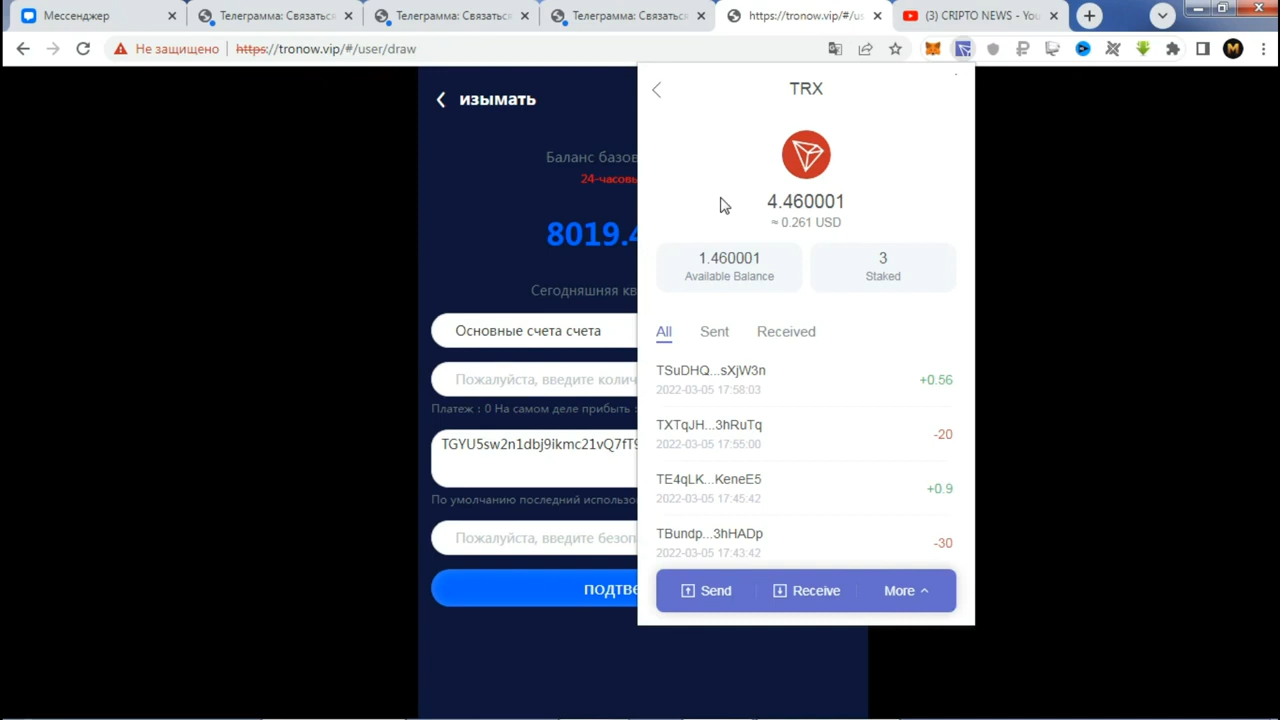 Мессенджер
Телеграмма: Связатьс
Телеграмма: Связатьс
Телеграмма: Связатьс
https://tronow.vip/#/us
(3) CRIPTO NEWS - You
Не защищено
https://tronow.vip/#/user/draw
изымать
Баланс базов
24-часовь
8019.4
Сегодняшняя кв
Основные счета счета
Пожалуйста, введите колич
Платеж : 0 На самом деле прибыть :
TGYU5sw2n1dbj9ikmc21vQ7fT9
По умолчанию последний использо
Пожалуйста, введите безоп
ПОДТВЕ
TRX
4.460001
≈ 0.261 USD
1.460001
Available Balance
3
Staked
All
Sent
Received
TSuDHQ...sXjW3n
2022-03-05 17:58:03
+0.56
TXTqJH...3hRuTq
2022-03-05 17:55:00
-20
TE4qLK...KeneE5
2022-03-05 17:45:42
+0.9
TBundp...3hHADp
2022-03-05 17:43:42
-30
Send
Receive
More